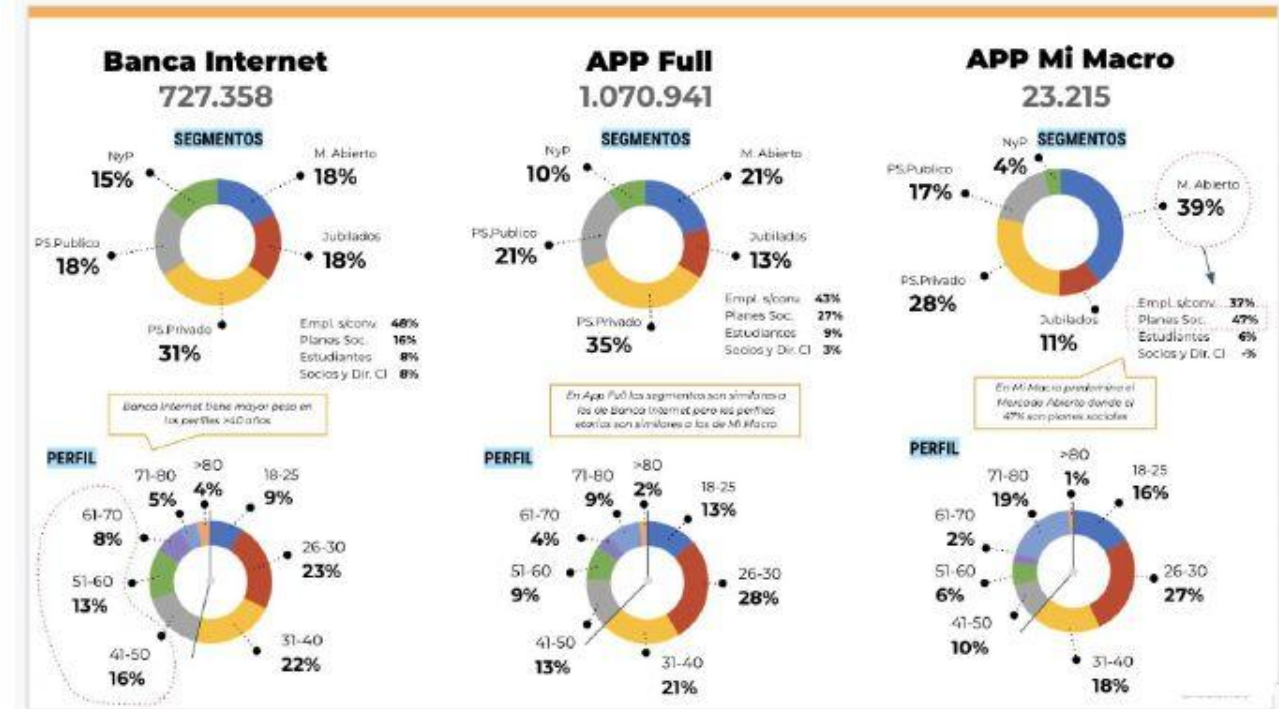 Banca Internet
727.358
SEGMENTOS
NyP
15%
M. Abierto
18%
PS.Publico
18%
Jubilados
18%
PS.Privado
31%
Empl. s/conv. 48%
Planes Soc. 16%
Estudiantes 8%
Socios y Dir. Cl 8%
Banca Internet tiene mayor peso en
los perfiles >40 años
PERFIL
>80
4%
71-80
5%
18-25
9%
61-70
8%
26-30
23%
51-60
13%
41-50
16%
31-40
22%
APP Full
1.070.941
SEGMENTOS
NyP
10%
M. Abierto
21%
PS.Publico
21%
Jubilados
13%
PS.Privado
35%
Empl. s/conv. 43%
Planes Soc. 27%
Estudiantes 9%
Socios y Dir. Cl 3%
En App Full los segmentos son similares a
los de Banca Internet pero los perfiles
etarios son similares a los de Mi Macro
PERFIL
>80
2%
71-80
9%
18-25
13%
61-70
4%
26-30
28%
51-60
9%
41-50
13%
31-40
21%
APP Mi Macro
23.215
SEGMENTOS
NyP
4%
PS.Publico
17%
M. Abierto
39%
PS.Privado
28%
Jubilados
11%
Empl. s/conv. 37%
Planes Soc. 47%
Estudiantes 6%
Socios y Dir. Cl -%
En Mi Macro predomina el
Mercado Abierto donde el
47% son planes sociales
PERFIL
>80
1%
71-80
19%
18-25
16%
61-70
2%
26-30
27%
51-60
6%
41-50
10%
31-40
18%